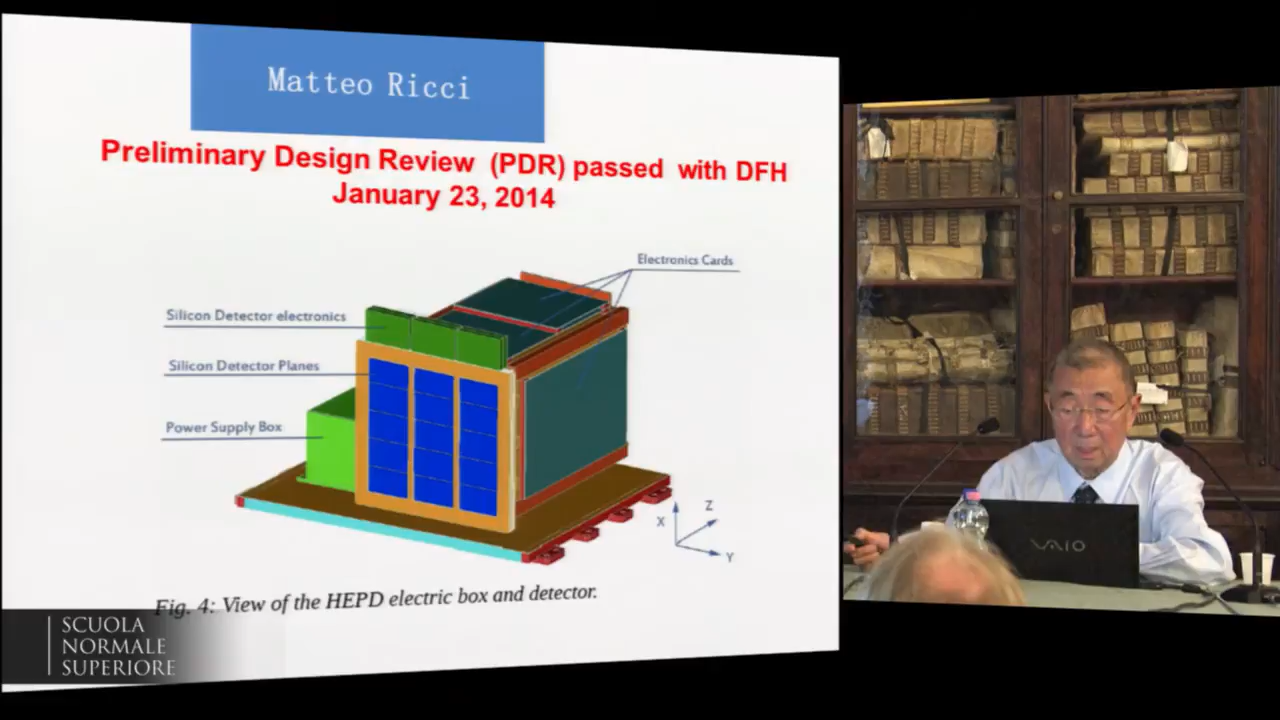 Matteo Ricci
Preliminary Design Review (PDR) passed with DFH
January 23, 2014
Electronics Cards
Silicon Detector electronics
Silicon Detector Planes
Power Supply Box
X
Z
Y
Fig. 4: View of the HEPD electric box and detector.
SCUOLA
NORMALE
SUPERIORE
VAIO